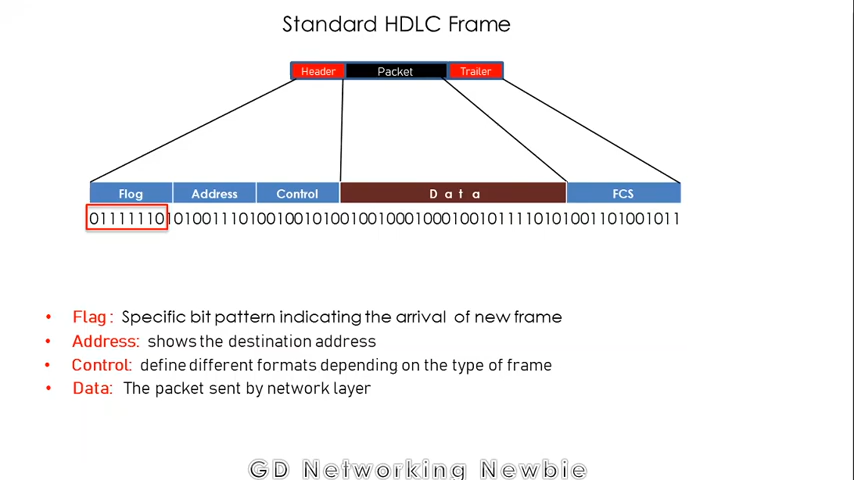 Standard HDLC Frame
Header Packet Trailer
Flog Address Control Data FCS
0111111010100111010010010100100100010001001011110101001101001011
• Flag: Specific bit pattern indicating the arrival of new frame
• Address: shows the destination address
• Control: define different formats depending on the type of frame
• Data: The packet sent by network layer
GD Networking Newbie